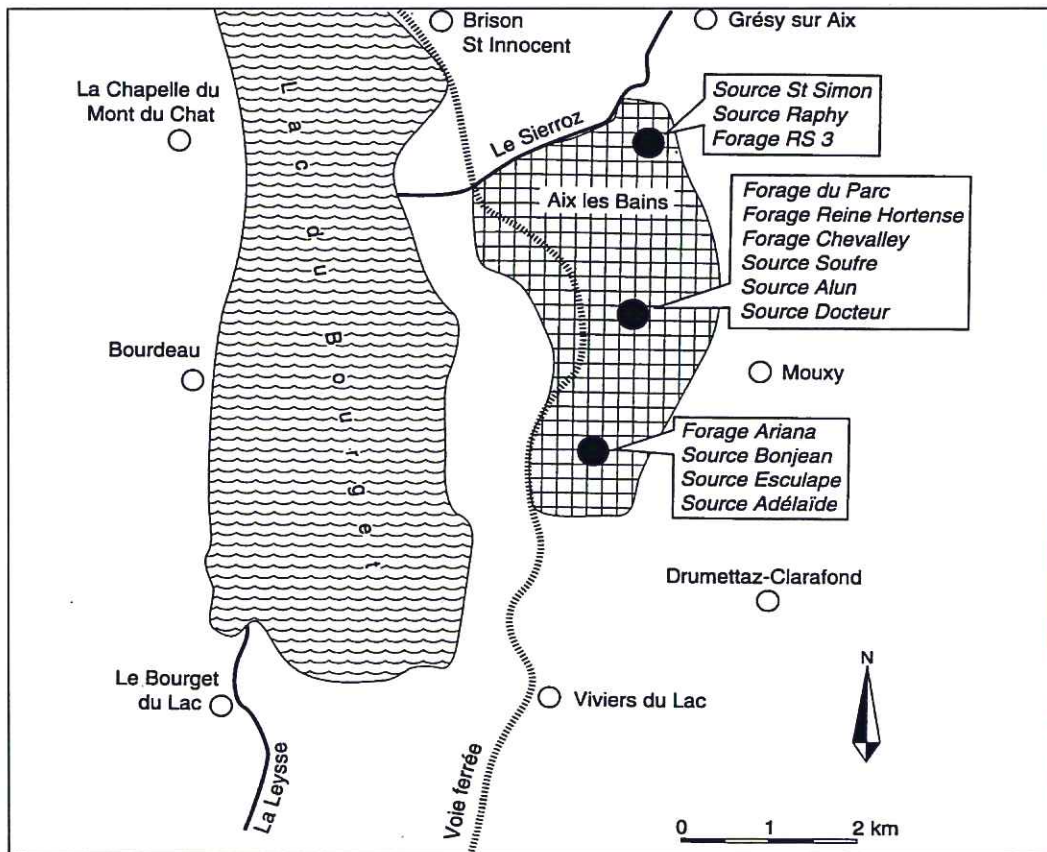 Brison
St Innocent
Grésy sur Aix
La Chapelle du
Mont du Chat
Lac du Bourget
Le Sierroz
Source St Simon
Source Raphy
Forage RS 3
Aix les Bains
Forage du Parc
Forage Reine Hortense
Forage Chevalley
Source Soufre
Source Alun
Source Docteur
Bourdeau
Mouxy
Forage Ariana
Source Bonjean
Source Esculape
Source Adélaïde
Drumettaz-Clarafond
Le Bourget
du Lac
Viviers du Lac
La Leysse
Voie ferrée
N
0 1 2 km